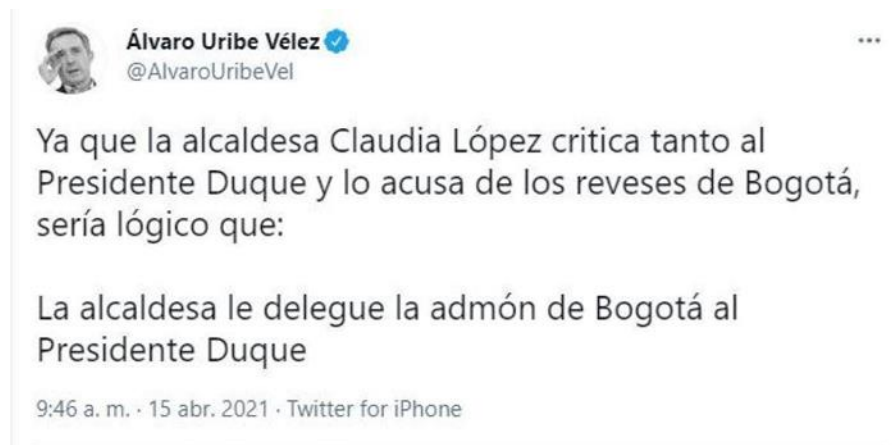 Álvaro Uribe Vélez
@AlvaroUribeVel
Ya que la alcaldesa Claudia López critica tanto al
Presidente Duque y lo acusa de los reveses de Bogotá,
sería lógico que:
La alcaldesa le delegue la admón de Bogotá al
Presidente Duque
9:46 a. m. · 15 abr. 2021 · Twitter for iPhone